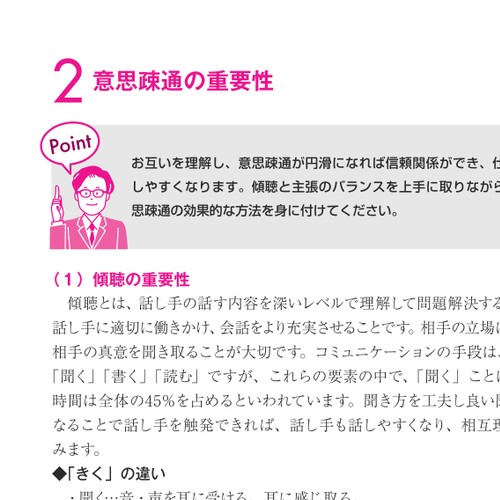 2 意思疎通の重要性
Point
お互いを理解し、意思疎通が円滑になれば信頼関係ができ、
しやすくなります。傾聴と主張のバランスを上手に取りながら
思疎通の効果的な方法を身に付けてください。
（1）傾聴の重要性
傾聴とは、話し手の話す内容を深いレベルで理解して問題解決する
話し手に適切に働きかけ、会話をより充実させることです。相手の立場に
相手の真意を聞き取ることが大切です。コミュニケーションの手段は、
「聞く」「書く」「読む」ですが、これらの要素の中で、「聞く」こと
時間は全体の45％を占めるといわれています。聞き方を工夫し良い
なることで話し手を触発できれば、話し手も話しやすくなり、相互理
みます。
◆「きく」の違い
・聞く…音・声を耳に受ける。耳に感じ取る。